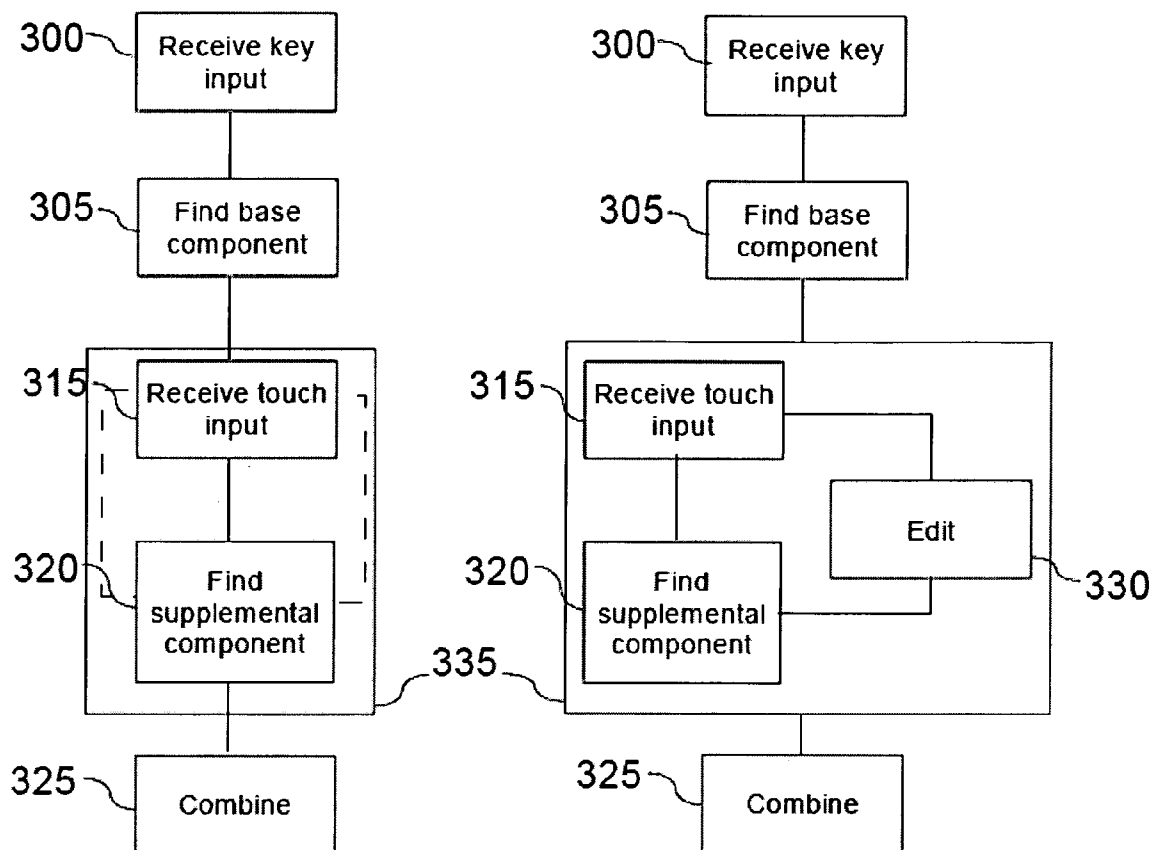 300
Receive key
input
305
Find base
component
315
Receive touch
input
320
Find
supplemental
component
335
325
Combine
300
Receive key
input
305
Find base
component
315
Receive touch
input
Edit
330
320
Find
supplemental
component
325
Combine